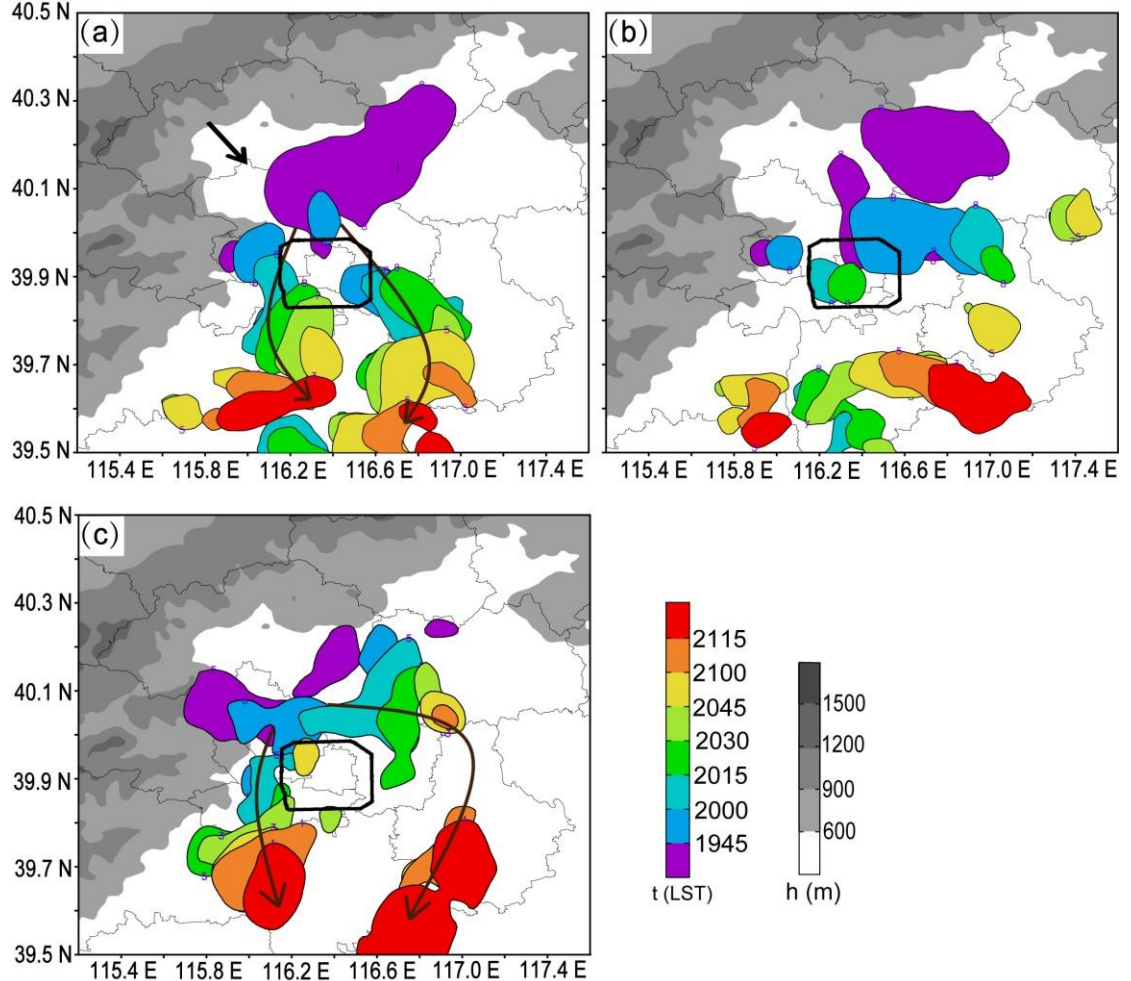 (a)
40.5 N
40.3 N
40.1 N
39.9 N
39.7 N
39.5 N
115.4 E 115.8 E 116.2 E 116.6 E 117.0 E 117.4 E
(b)
115.4 E 115.8 E 116.2 E 116.6 E 117.0 E 117.4 E
(c)
40.5 N
40.3 N
40.1 N
39.9 N
39.7 N
39.5 N
115.4 E 115.8 E 116.2 E 116.6 E 117.0 E 117.4 E
2115
2100
2045
2030
2015
2000
1945
t (LST)
1500
1200
900
600
h (m)